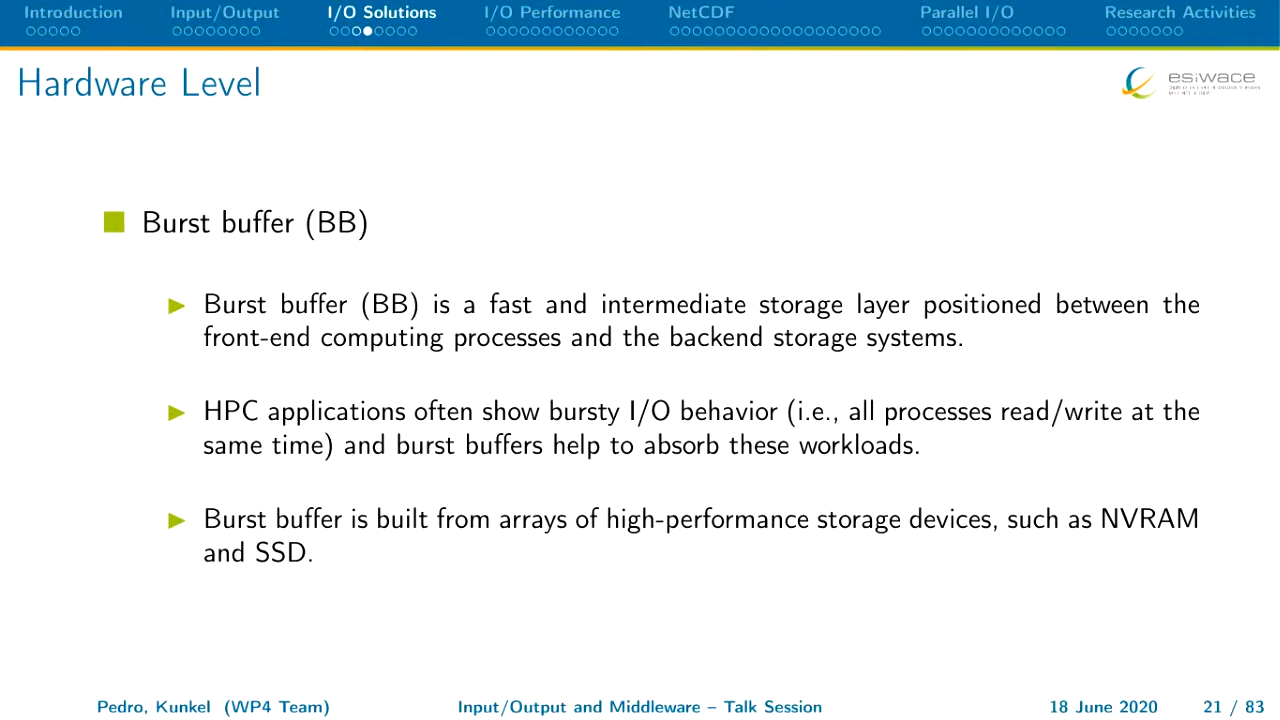 Introduction Input/Output I/O Solutions I/O Performance NetCDF Parallel I/O Research Activities
Hardware Level
esiwace
Burst buffer (BB)
Burst buffer (BB) is a fast and intermediate storage layer positioned between the
front-end computing processes and the backend storage systems.
HPC applications often show bursty I/O behavior (i.e., all processes read/write at the
same time) and burst buffers help to absorb these workloads.
Burst buffer is built from arrays of high-performance storage devices, such as NVRAM
and SSD.
Pedro, Kunkel (WP4 Team) Input/Output and Middleware – Talk Session 18 June 2020 21 / 83